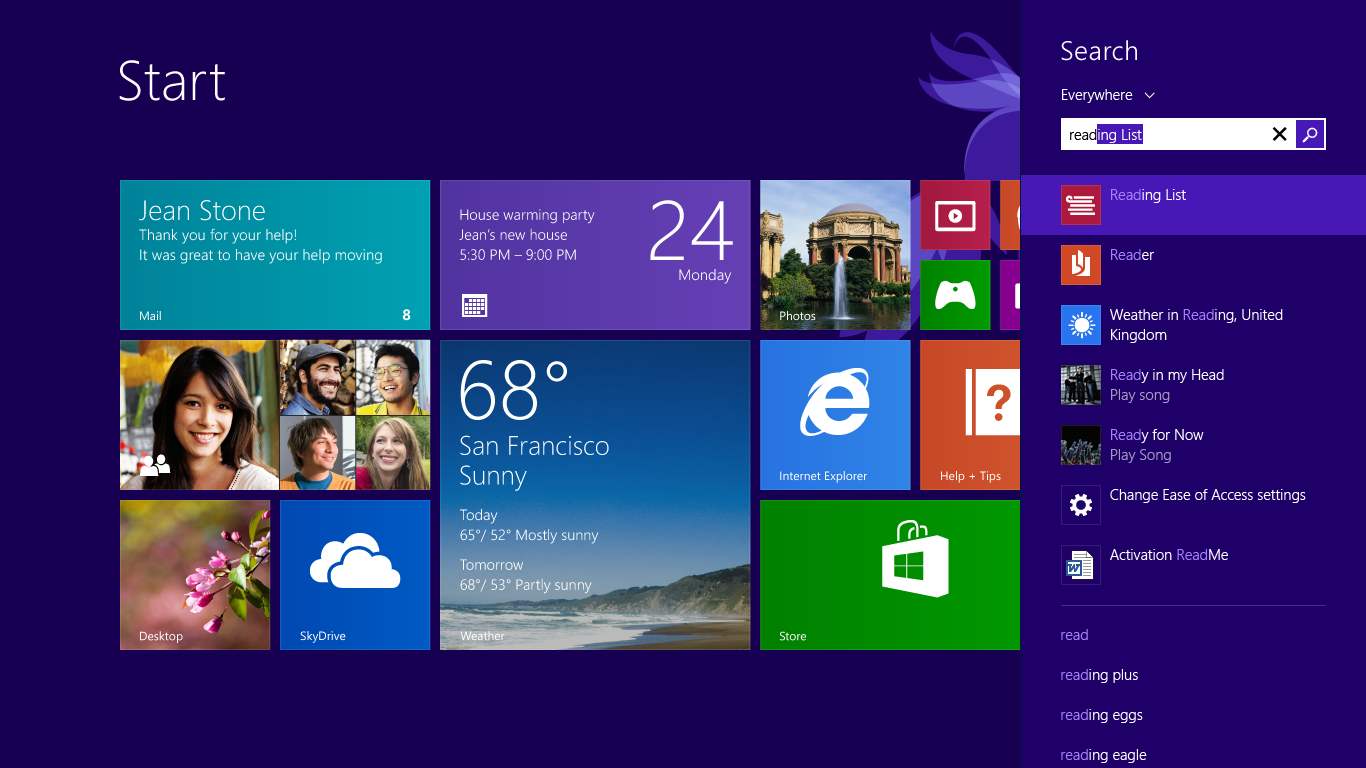 Start
Jean Stone
Thank you for your help!
It was great to have your help moving
Mail
8
House warming party
Jean's new house
5:30 PM – 9:00 PM
24
Monday
Photos
68°
San Francisco
Sunny
Today
65°/ 52° Mostly sunny
Tomorrow
68°/ 53° Partly sunny
Weather
Internet Explorer
?
Help + Tips
Desktop
SkyDrive
Store
Search
Everywhere
reading List
Reading List
Reader
Weather in Reading, United
Kingdom
Ready in my Head
Play song
Ready for Now
Play Song
Change Ease of Access settings
W
Activation ReadMe
read
reading plus
reading eggs
reading eagle